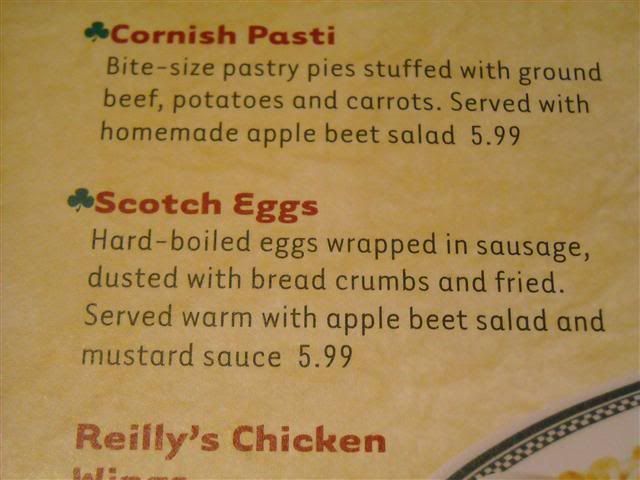 Cornish Pasti
Bite-size pastry pies stuffed with ground
beef, potatoes and carrots. Served with
homemade apple beet salad 5.99
Scotch Eggs
Hard-boiled eggs wrapped in sausage,
dusted with bread crumbs and fried.
Served warm with apple beet salad and
mustard sauce 5.99
Reilly's Chicken
Wings